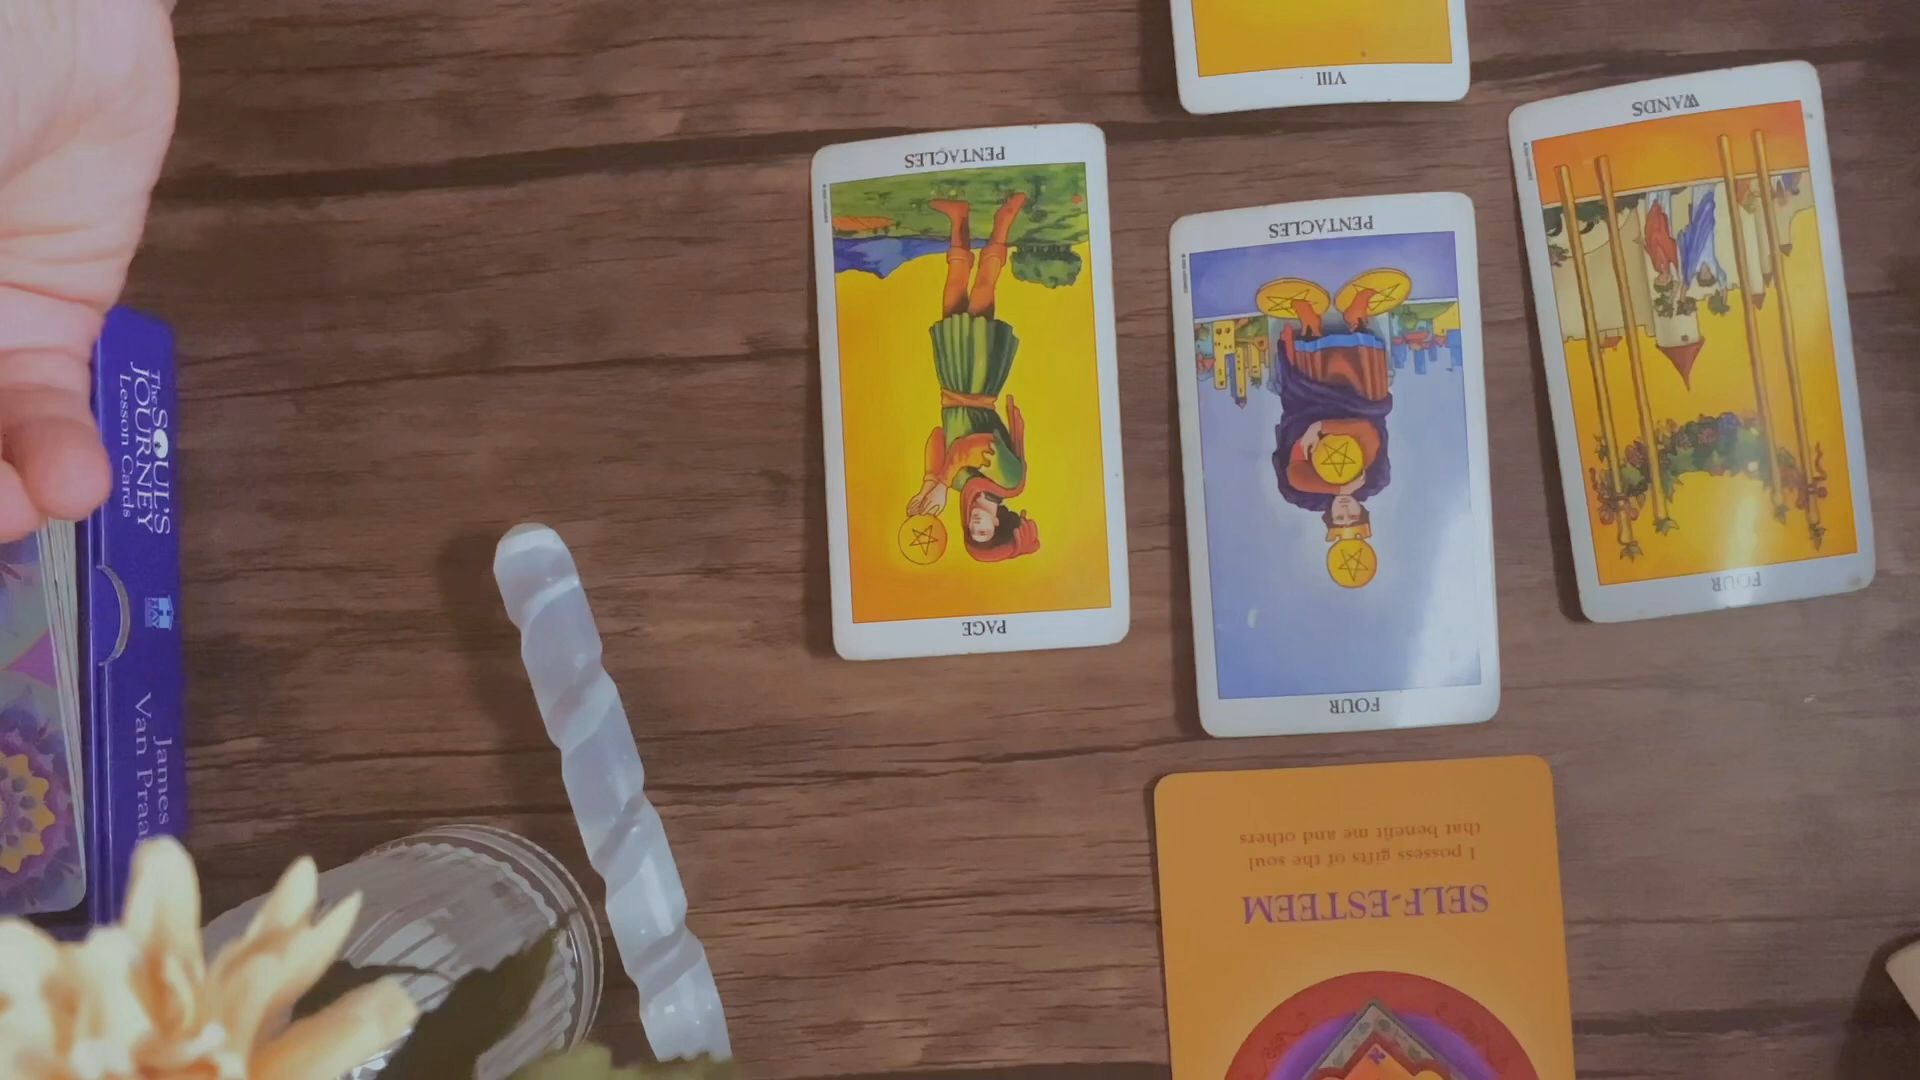 VIII
WANDS
FOUR
PENTACLES
PAGE
PENTACLES
FOUR
The
SOUL'S
JOURNEY
Lesson Cards
HAY
James
Van Praa
that benefit me and others
I possess gifts of the soul
SELF-ESTEEM